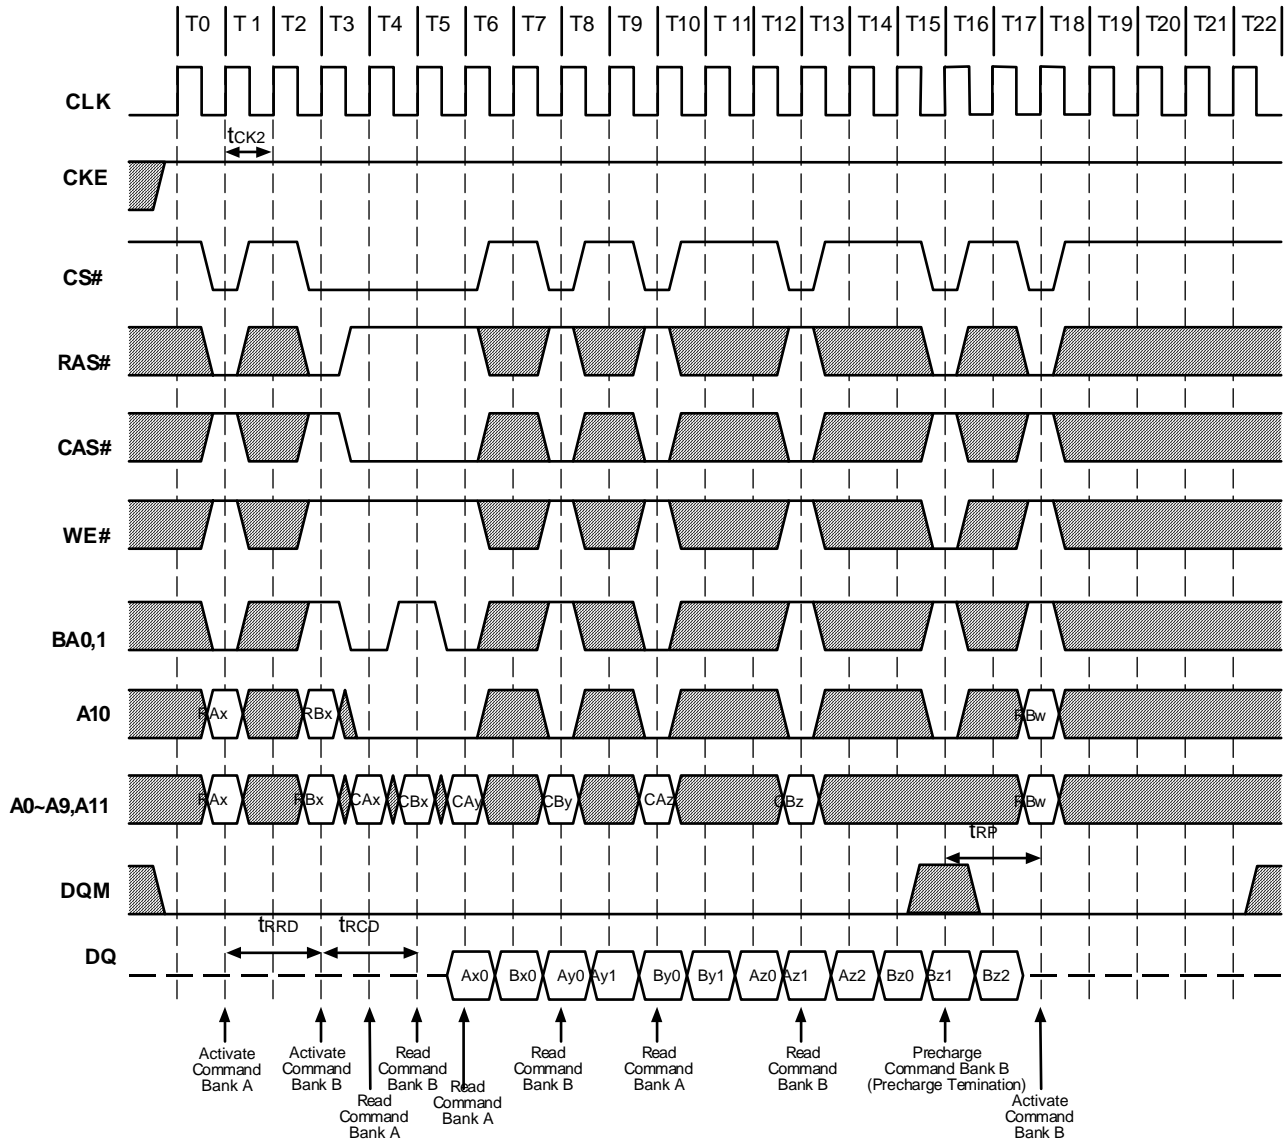 T0 T 1 T2 T3 T4 T5 T6 T7 T8 T9 T10 T 11 T12 T13 T14 T15 T16 T17 T18 T19 T20 T21 T22
CLK
tCK2
CKE
CS#
RAS#
CAS#
WE#
BA0,1
A10
RAx RBx RBw
A0~A9,A11
RAx RBx CAx CBx CAy CBy CAz CBz RBw
tRP
DQM
tRRD tRCD
DQ
Ax0 Bx0 Ay0 Ay1 By0 By1 Az0 Az1 Az2 Bz0 Bz1 Bz2
Activate
Command
Bank A
Activate
Command
Bank B
Read
Command
Bank A
Read
Command
Bank B
Read
Command
Bank A
Read
Command
Bank B
Read
Command
Bank A
Read
Command
Bank B
Precharge
Command Bank B
(Precharge Temination)
Activate
Command
Bank B